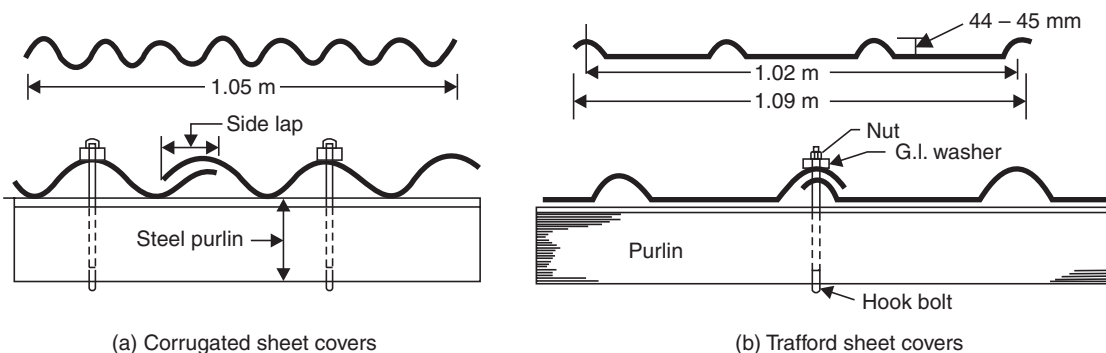 44 – 45 mm
1.05 m
1.02 m
1.09 m
Side lap
Nut
G.I. washer
Steel purlin
Purlin
Hook bolt
(a) Corrugated sheet covers
(b) Trafford sheet covers